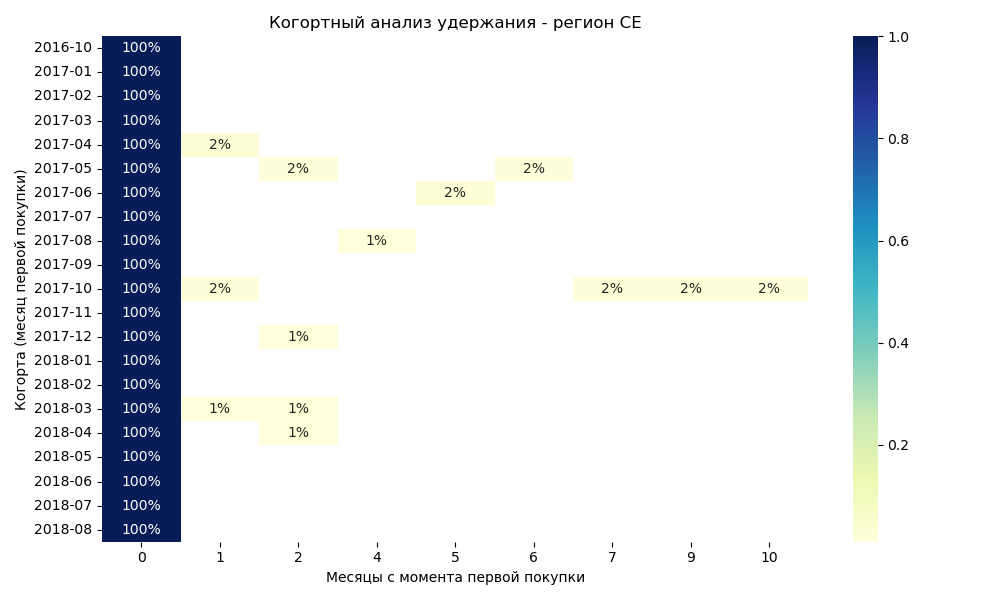 Когортный анализ удержания - регион CE
Когорта (месяц первой покупки)
2016-10 100%
2017-01 100%
2017-02 100%
2017-03 100%
2017-04 100% 2%
2017-05 100% 2% 2%
2017-06 100% 2%
2017-07 100%
2017-08 100% 1%
2017-09 100%
2017-10 100% 2% 2% 2% 2%
2017-11 100%
2017-12 100% 1%
2018-01 100%
2018-02 100%
2018-03 100% 1% 1%
2018-04 100% 1%
2018-05 100%
2018-06 100%
2018-07 100%
2018-08 100%
0 1 2 4 5 6 7 9 10
Месяцы с момента первой покупки
1.0
0.8
0.6
0.4
0.2